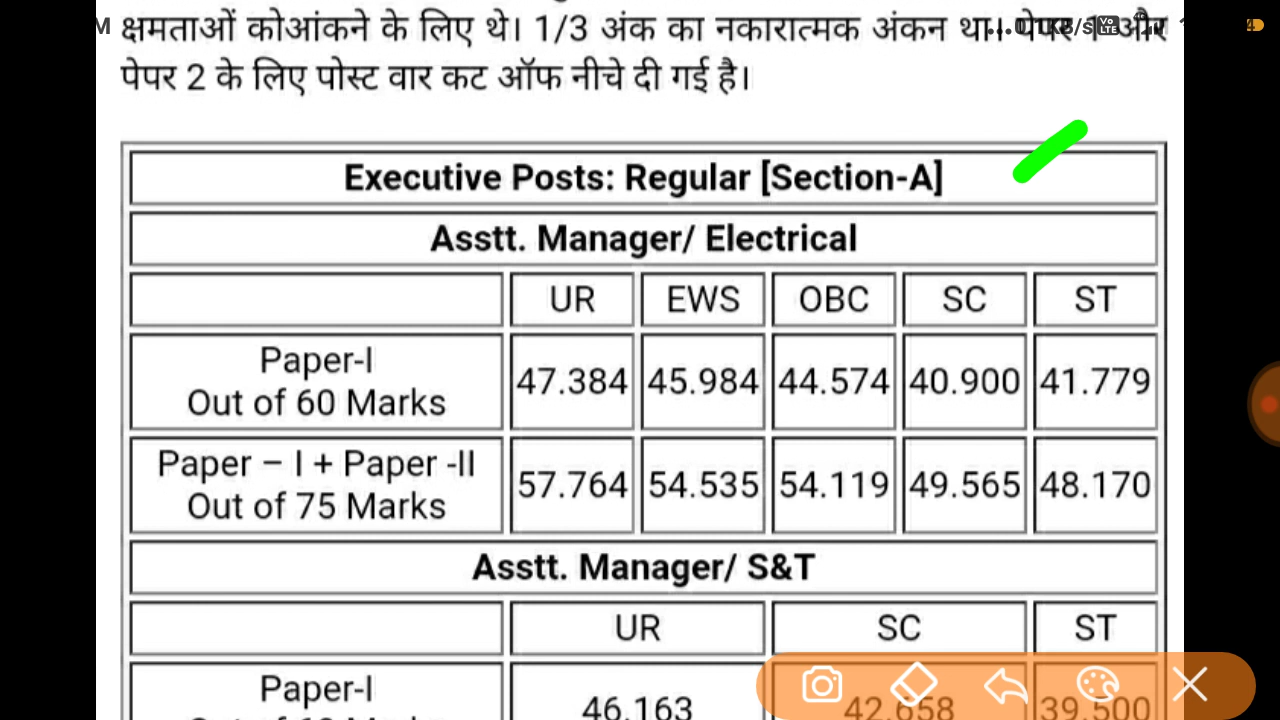 क्षमताओं कोआंकने के लिए थे। 1/3 अंक का नकारात्मक अंकन था। पेपर 1 और
पेपर 2 के लिए पोस्ट वार कट ऑफ नीचे दी गई है।
Executive Posts: Regular [Section-A]
Asstt. Manager/ Electrical
UR EWS OBC SC ST
Paper-I
Out of 60 Marks
47.384 45.984 44.574 40.900 41.779
Paper – I + Paper -II
Out of 75 Marks
57.764 54.535 54.119 49.565 48.170
Asstt. Manager/ S&T
UR SC ST
Paper-I
46.163 42.658 39.500